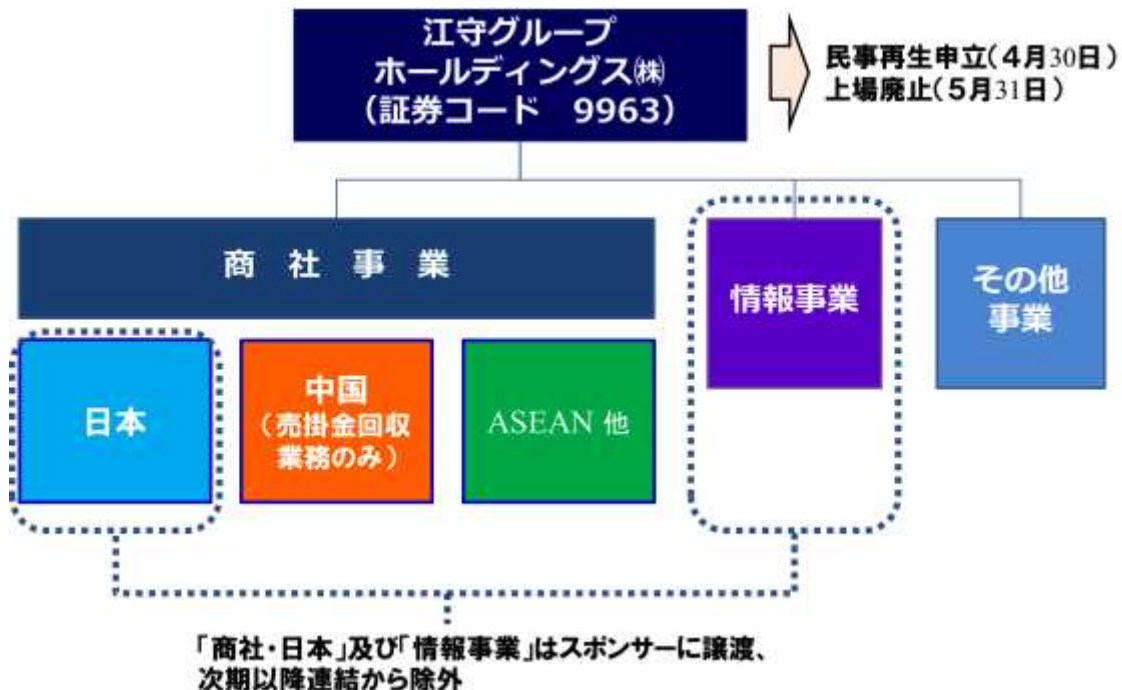 江守グループ
ホールディングス㈱
(証券コード 9963)
民事再生申立(4月30日)
上場廃止(5月31日)
商 社 事 業
情報事業
その他
事業
日本
中国
(売掛金回収
業務のみ)
ASEAN 他
「商社・日本」及び「情報事業」はスポンサーに譲渡、
次期以降連結から除外